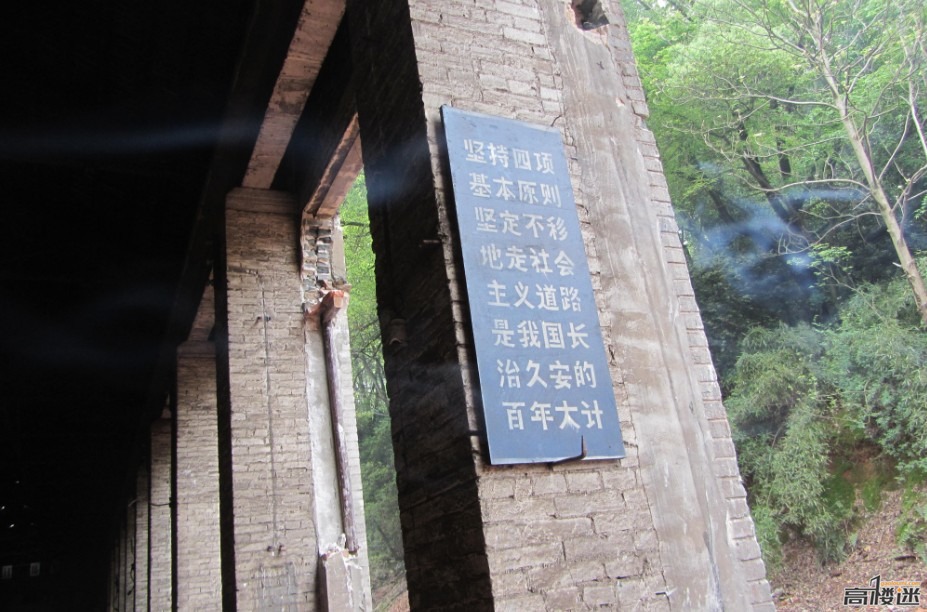 坚持四项
基本原则
坚定不移
地走社会
主义道路
是我国长
治久安的
百年大计
高楼迷